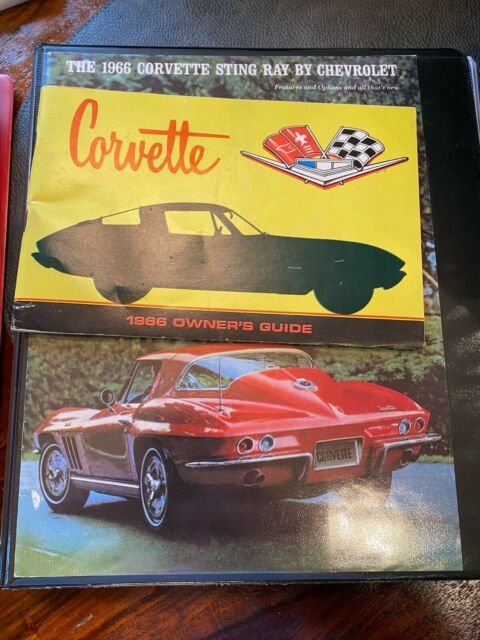 THE 1966 CORVETTE STING RAY BY CHEVROLET
Features and Options and all that's new
Corvette
1966 OWNER'S GUIDE
CORVETTE